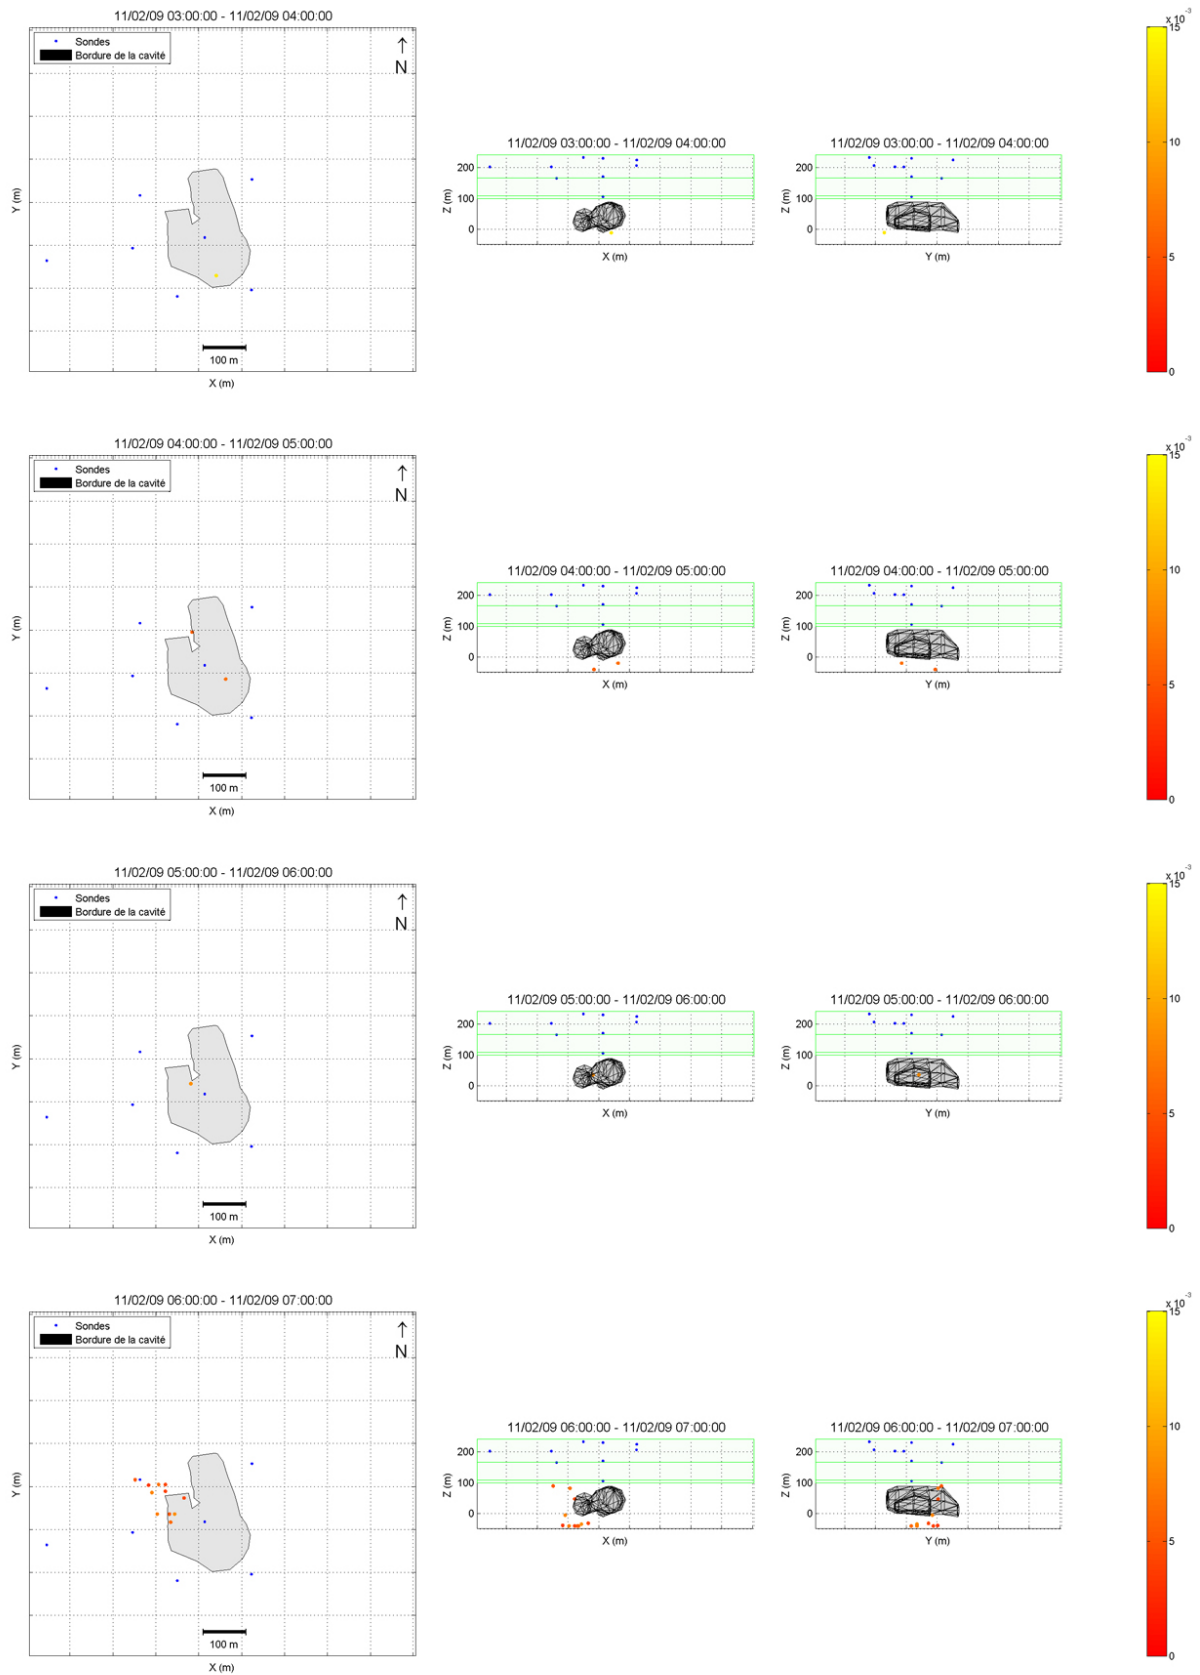 11/02/09 03:00:00 - 11/02/09 04:00:00
Sondes
Bordure de la cavité
N
Y (m)
100 m
X (m)
11/02/09 03:00:00 - 11/02/09 04:00:00
200
100
0
Z (m)
X (m)
11/02/09 03:00:00 - 11/02/09 04:00:00
200
100
0
Z (m)
Y (m)
x 10-3
15
10
5
0
11/02/09 04:00:00 - 11/02/09 05:00:00
Sondes
Bordure de la cavité
N
Y (m)
100 m
X (m)
11/02/09 04:00:00 - 11/02/09 05:00:00
200
100
0
Z (m)
X (m)
11/02/09 04:00:00 - 11/02/09 05:00:00
200
100
0
Z (m)
Y (m)
x 10-3
15
10
5
0
11/02/09 05:00:00 - 11/02/09 06:00:00
Sondes
Bordure de la cavité
N
Y (m)
100 m
X (m)
11/02/09 05:00:00 - 11/02/09 06:00:00
200
100
0
Z (m)
X (m)
11/02/09 05:00:00 - 11/02/09 06:00:00
200
100
0
Z (m)
Y (m)
x 10-3
15
10
5
0
11/02/09 06:00:00 - 11/02/09 07:00:00
Sondes
Bordure de la cavité
N
Y (m)
100 m
X (m)
11/02/09 06:00:00 - 11/02/09 07:00:00
200
100
0
Z (m)
X (m)
11/02/09 06:00:00 - 11/02/09 07:00:00
200
100
0
Z (m)
Y (m)
x 10-3
15
10
5
0